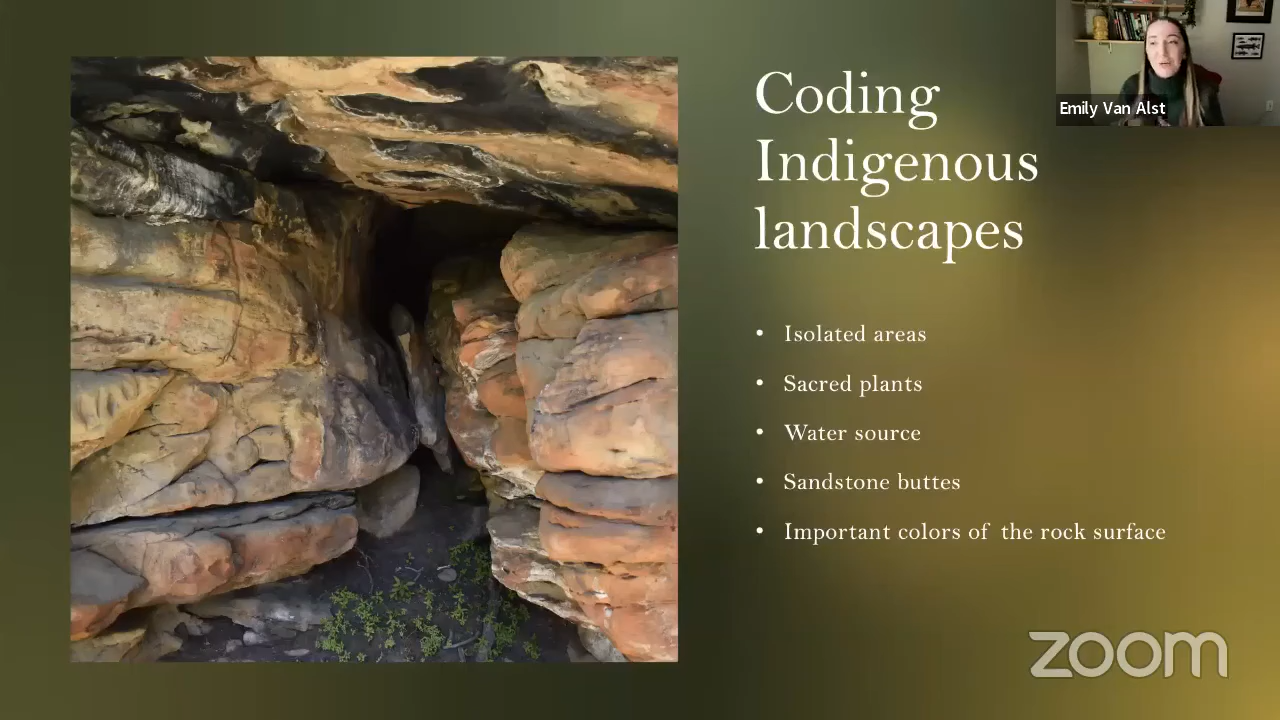 Coding
Indigenous
landscapes
Emily Van Alst
• Isolated areas
• Sacred plants
• Water source
• Sandstone buttes
• Important colors of the rock surface
zoom